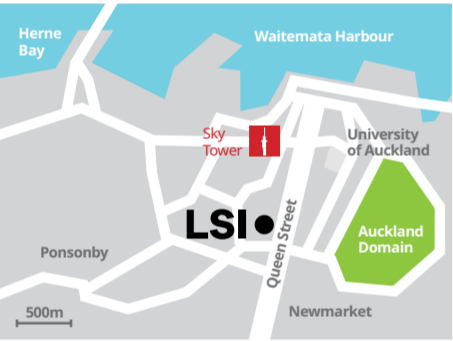 Herne
Bay
Waitemata Harbour
Sky
Tower
University
of Auckland
LSI
Queen Street
Auckland
Domain
Ponsonby
500m
Newmarket